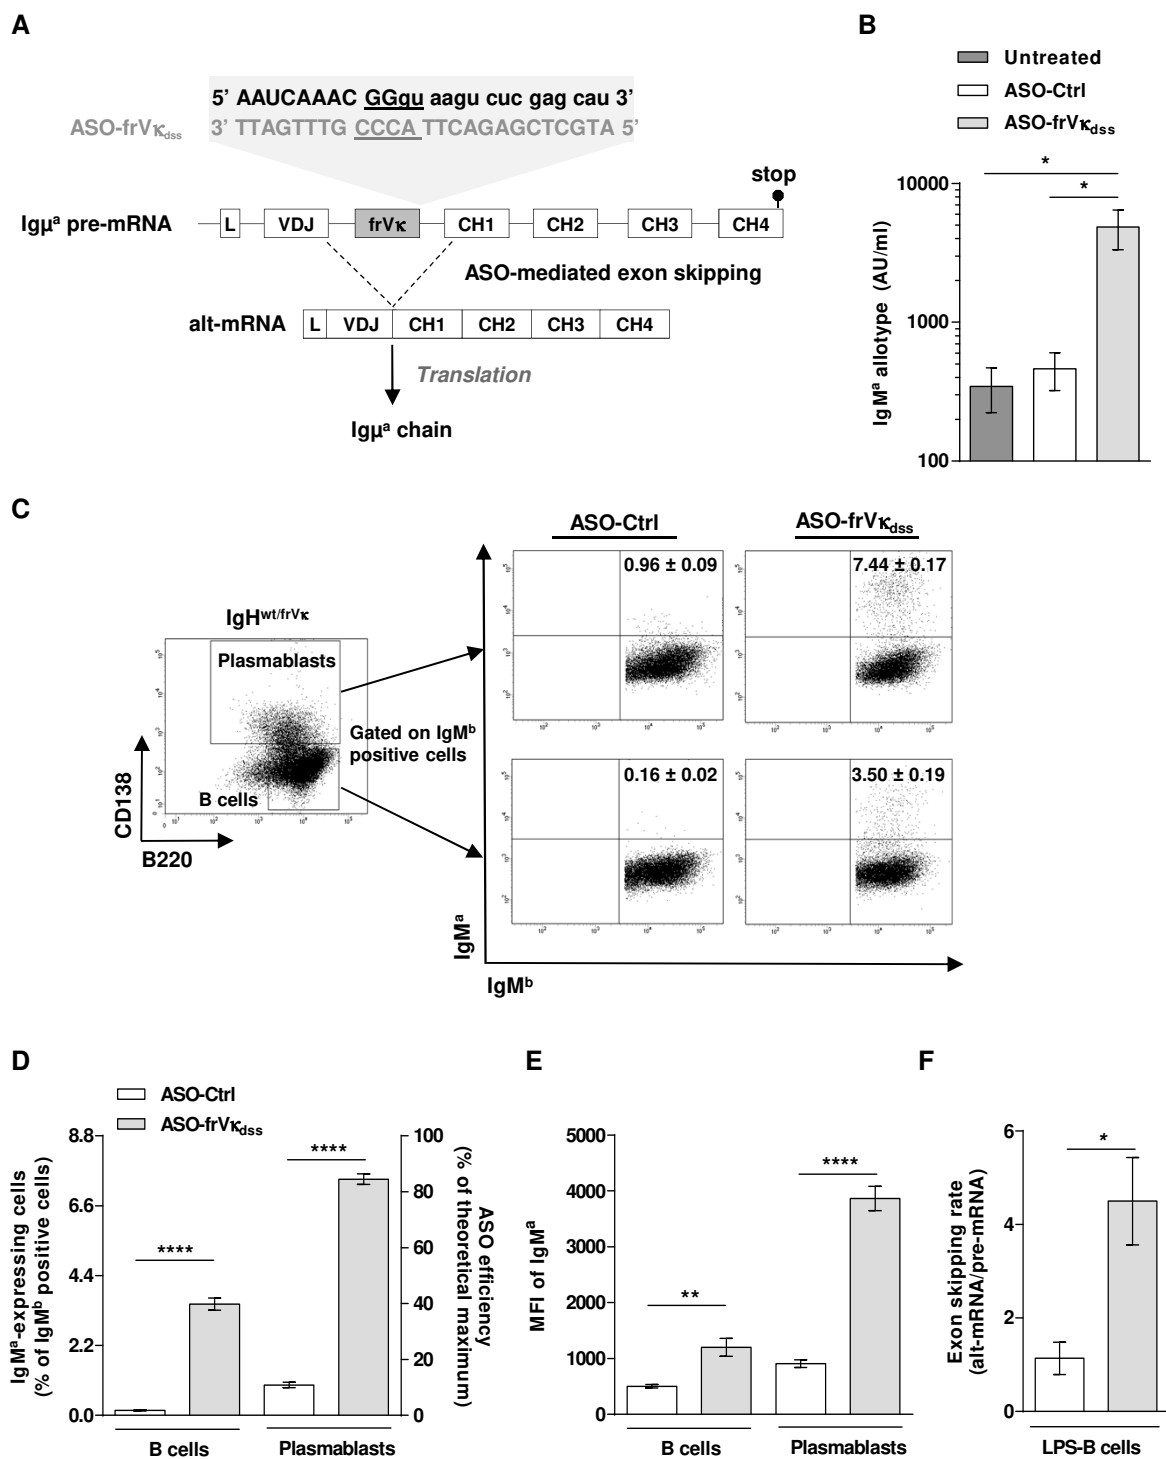 A
5' AAUCAAAC GGgu aagu cuc gag cau 3'
ASO-frVκdss 3' TTAGTTTG CCCA TTCAGAGCTCGTA 5'
stop
Igμa pre-mRNA L VDJ frVκ CH1 CH2 CH3 CH4
ASO-mediated exon skipping
alt-mRNA L VDJ CH1 CH2 CH3 CH4
Translation
Igμa chain
B
Untreated
ASO-Ctrl
ASO-frVκdss
*
*
10000
1000
100
IgMa allotype (AU/ml)
C
ASO-Ctrl ASO-frVκdss
IgHwt/frVκ
Plasmablasts
B cells
CD138
B220
Gated on IgMb
positive cells
0.96 ± 0.09 7.44 ± 0.17
0.16 ± 0.02 3.50 ± 0.19
IgMa
IgMb
D
ASO-Ctrl
ASO-frVκdss
8.8
6.6
4.4
2.2
0.0
IgMa-expressing cells
(% of IgMb positive cells)
**** ****
100
80
60
40
20
0
ASO efficiency
(% of theoretical maximum)
B cells Plasmablasts
E
5000
4000
3000
2000
1000
0
MFI of IgMa
** ****
B cells Plasmablasts
F
6
4
2
0
Exon skipping rate
(alt-mRNA/pre-mRNA)
*
LPS-B cells